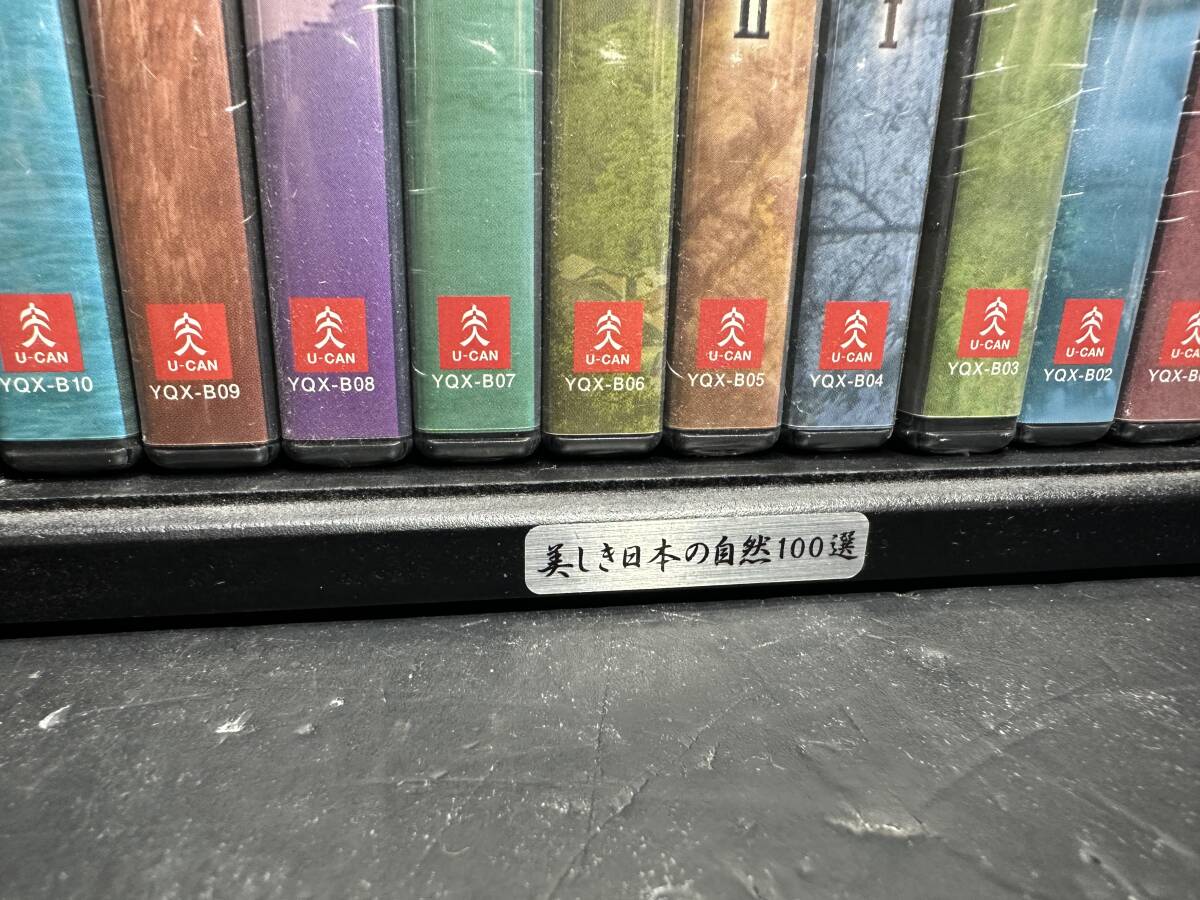 II
I
U-CAN
YQX-B10
U-CAN
YQX-B09
U-CAN
YQX-B08
U-CAN
YQX-B07
U-CAN
YQX-B06
U-CAN
YQX-B05
U-CAN
YQX-B04
U-CAN
YQX-B03
U-CAN
YQX-B02
美しき日本の自然100選